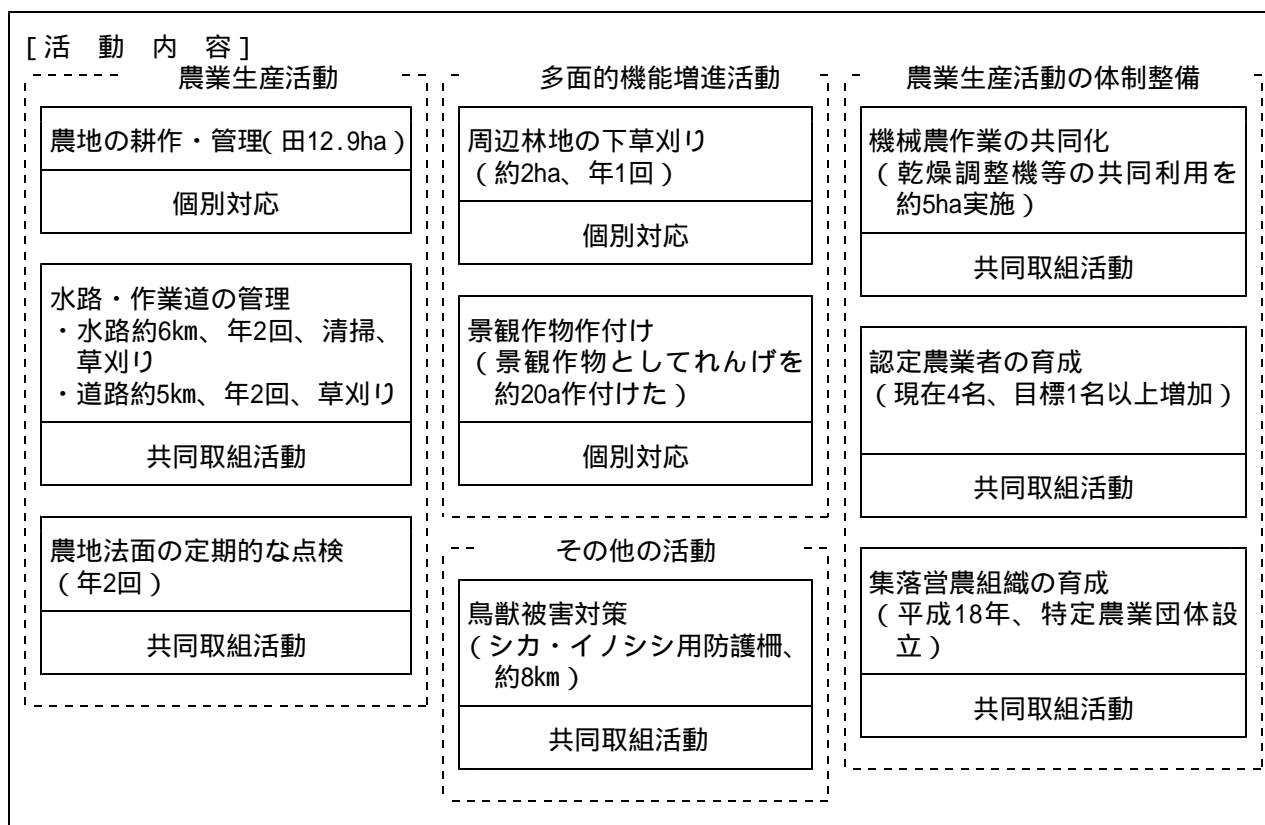 [活 動 内 容]
農業生産活動
農地の耕作・管理(田12.9ha)
個別対応
水路・作業道の管理
・水路約6km、年2回、清掃、
草刈り
・道路約5km、年2回、草刈り
共同取組活動
農地法面の定期的な点検
(年2回)
共同取組活動
多面的機能増進活動
周辺林地の下草刈り
(約2ha、年1回)
個別対応
景観作物作付け
(景観作物としてれんげを
約20a作付けた)
個別対応
その他の活動
鳥獣被害対策
(シカ・イノシシ用防護柵、
約8km)
共同取組活動
農業生産活動の体制整備
機械農作業の共同化
(乾燥調整機等の共同利用を
約5ha実施)
共同取組活動
認定農業者の育成
(現在4名、目標1名以上増加)
共同取組活動
集落営農組織の育成
(平成18年、特定農業団体設
立)
共同取組活動